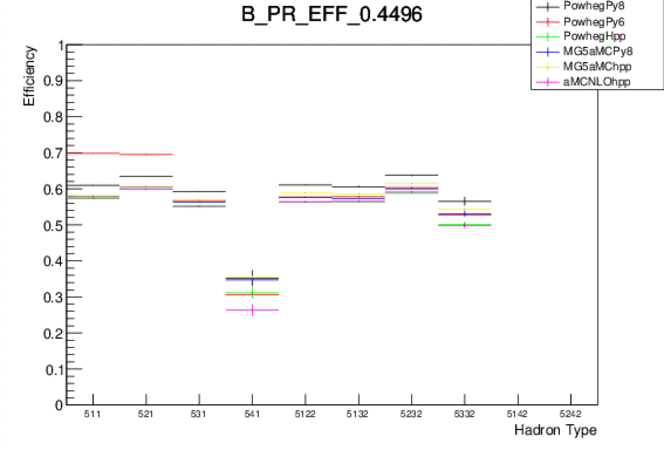 B_PR_EFF_0.4496
PowhegPy8
PowhegPy6
PowhegHpp
MG5aMCPy8
MG5aMChpp
aMCNLOhpp
Efficiency
1
0.9
0.8
0.7
0.6
0.5
0.4
0.3
0.2
0.1
0
511 521 531 541 5122 5132 5232 5332 5142 5242
Hadron Type